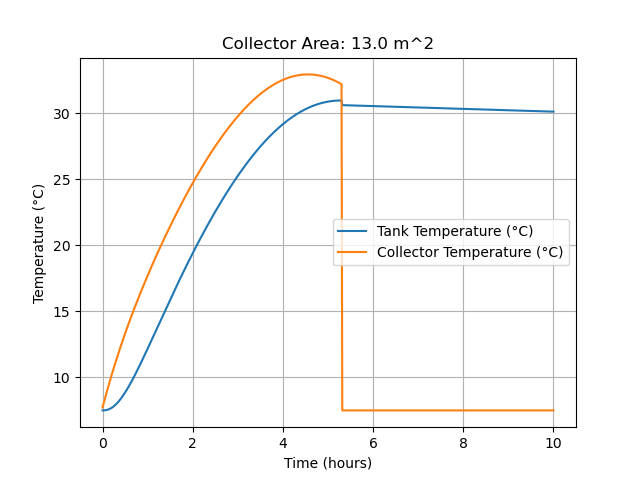 Collector Area: 13.0 m^2
Temperature (°C)
30
25
20
15
10
Tank Temperature (°C)
Collector Temperature (°C)
0 2 4 6 8 10
Time (hours)